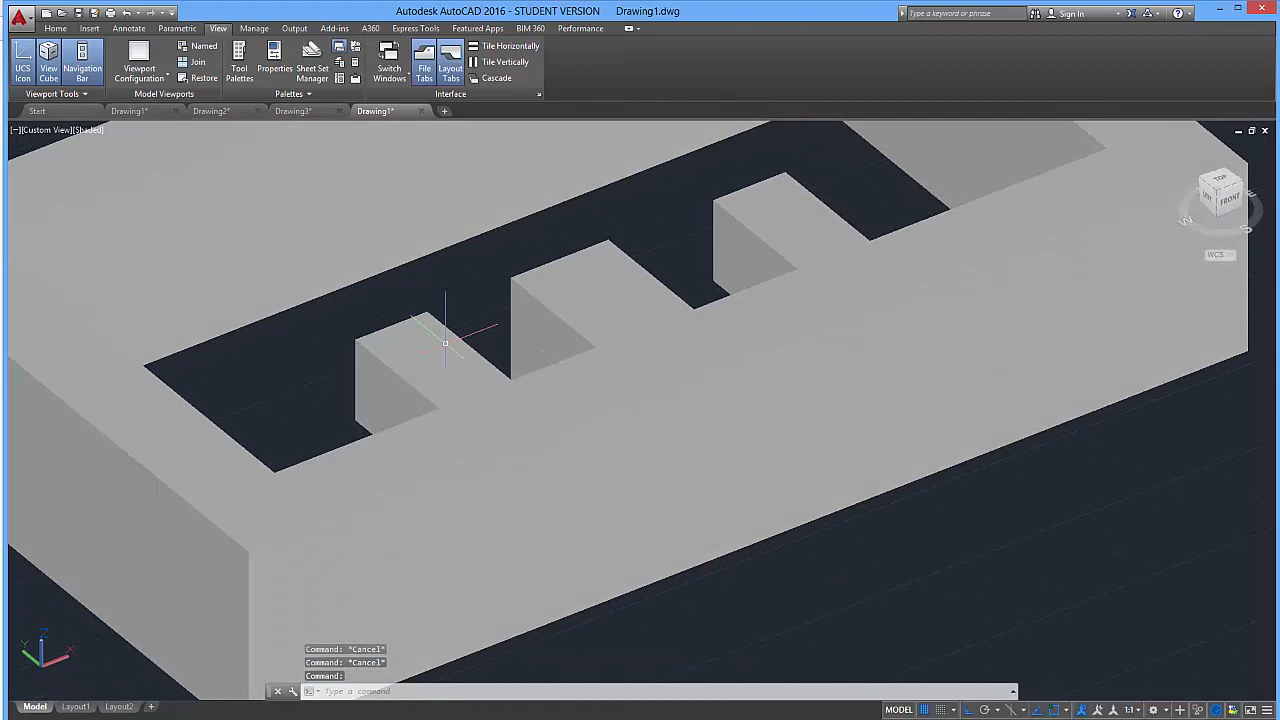 Autodesk AutoCAD 2016 - STUDENT VERSION Drawing1.dwg
Type a keyword or phrase
Sign In
Home Insert Annotate Parametric View Manage Output Add-ins A360 Express Tools Featured Apps BIM 360 Performance
UCS Icon
View Cube
Navigation Bar
Viewport Configuration
Named
Join
Restore
Tool Palettes
Properties
Sheet Set Manager
Switch Windows
File Tabs
Layout Tabs
Tile Horizontally
Tile Vertically
Cascade
Viewport Tools
Model Viewports
Palettes
Interface
Start Drawing1* Drawing2* Drawing3* Drawing1*
[−][Custom View][Shaded]
TOP
LEFT
FRONT
W
E
S
WCS
Z
Y
X
Command: *Cancel*
Command: *Cancel*
Command:
Type a command
Model Layout1 Layout2 +
MODEL
1:1